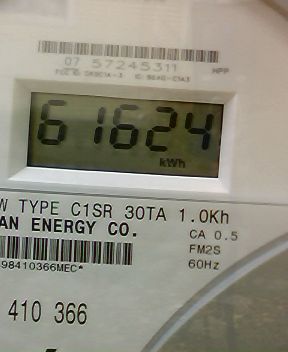 07 57245311
HPP
61624
kWh
W TYPE C1SR 30TA 1.0Kh
AN ENERGY CO.
CA 0.5
FM2S
60Hz
98410366MEC*
410 366